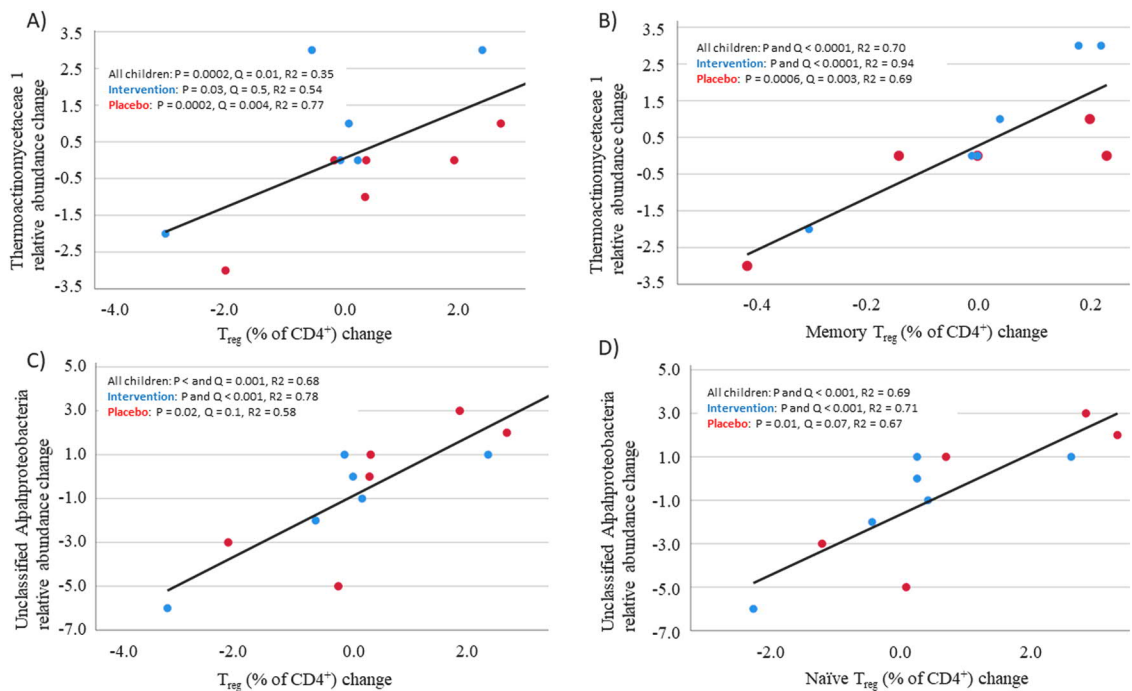 A)
3.5
2.5
1.5
0.5
-0.5
-1.5
-2.5
3.5
Thermoactinomycetaceae 1
relative abundance change
All children: P = 0.0002, Q = 0.01, R2 = 0.35
Intervention: P = 0.03, Q = 0.5, R2 = 0.54
Placebo: P = 0.0002, Q = 0.004, R2 = 0.77
-4.0
-2.0
0.0
2.0
Treg (% of CD4+) change
B)
3.5
2.5
1.5
0.5
-0.5
-1.5
-2.5
-3.5
Thermoactinomycetaceae 1
relative abundance change
All children: P and Q < 0.0001, R2 = 0.70
Intervention: P and Q < 0.0001, R2 = 0.94
Placebo: P = 0.0006, Q = 0.003, R2 = 0.69
-0.4
-0.2
0.0
0.2
Memory Treg (% of CD4+) change
C)
5.0
3.0
1.0
-1.0
-3.0
-5.0
-7.0
Unclassified Alpahproteobacteria
relative abundance change
All children: P < and Q = 0.001, R2 = 0.68
Intervention: P and Q < 0.001, R2 = 0.78
Placebo: P = 0.02, Q = 0.1, R2 = 0.58
-4.0
-2.0
0.0
2.0
Treg (% of CD4+) change
D)
5.0
3.0
1.0
-1.0
-3.0
-5.0
-7.0
Unclassified Alpahproteobacteria
relative abundance change
All children: P and Q < 0.001, R2 = 0.69
Intervention: P and Q < 0.001, R2 = 0.71
Placebo: P = 0.01, Q = 0.07, R2 = 0.67
-2.0
0.0
2.0
Naïve Treg (% of CD4+) change